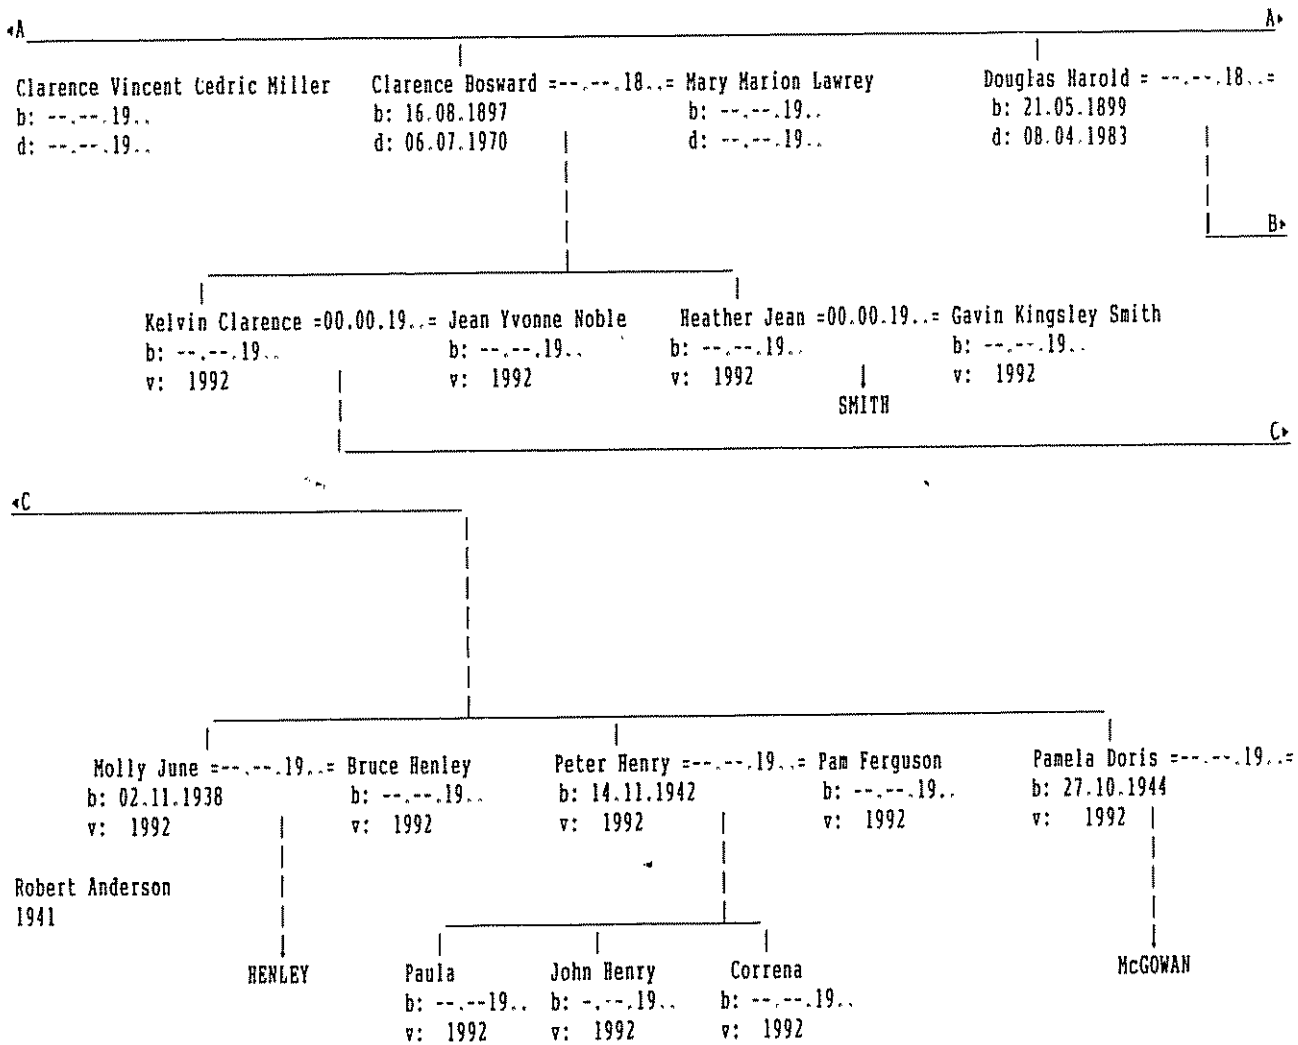 ◂A A▸
Clarence Vincent Cedric Miller Clarence Bosward =--.--.18..= Mary Marion Lawrey Douglas Harold = --.--.18..=
b: --.--.19.. b: 16.08.1897 b: --.--.19.. b: 21.05.1899
d: --.--.19.. d: 06.07.1970 d: --.--.19.. d: 08.04.1983
B▸
Kelvin Clarence =00.00.19..= Jean Yvonne Noble Heather Jean =00.00.19..= Gavin Kingsley Smith
b: --.--.19.. b: --.--.19.. b: --.--.19.. b: --.--.19..
v: 1992 v: 1992 v: 1992 v: 1992
SMITH
C▸
◂C
Molly June =--.--.19..= Bruce Henley Peter Henry =--.--.19..= Pam Ferguson Pamela Doris =--.--.19..=
b: 02.11.1938 b: --.--.19.. b: 14.11.1942 b: --.--.19.. b: 27.10.1944
v: 1992 v: 1992 v: 1992 v: 1992 v: 1992
Robert Anderson
1941
HENLEY Paula John Henry Correna McGOWAN
b: --.--19.. b: -.--.19.. b: --.--.19..
v: 1992 v: 1992 v: 1992